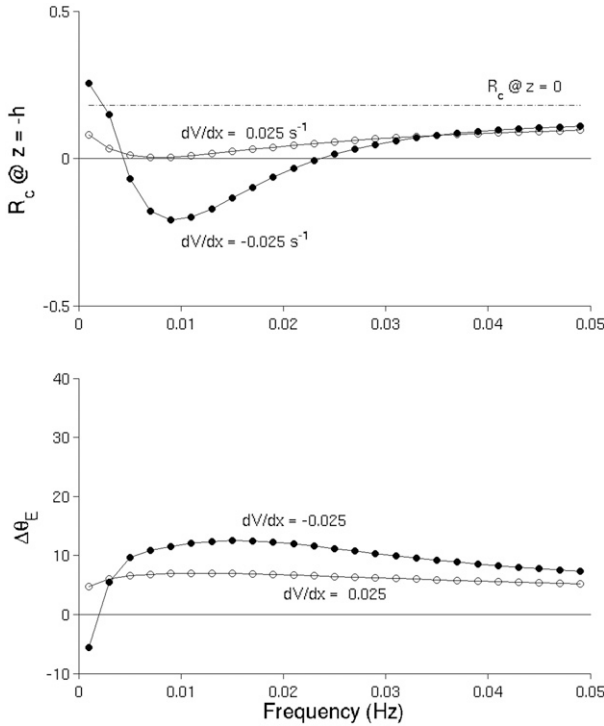 0.5
R_c @ z = 0
dV/dx = 0.025 s⁻¹
0
dV/dx = -0.025 s⁻¹
-0.5
R_c @ z = -h
0 0.01 0.02 0.03 0.04 0.05
40
30
20
dV/dx = -0.025
10
dV/dx = 0.025
0
-10
Δθ_E
0 0.01 0.02 0.03 0.04 0.05
Frequency (Hz)